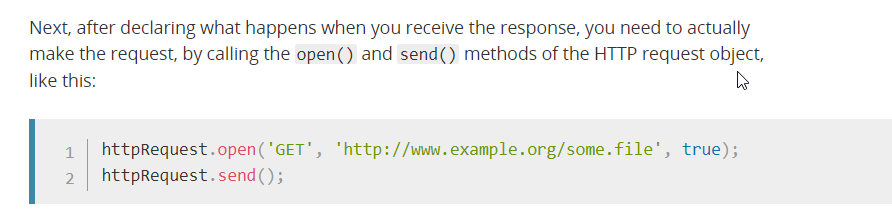 Next, after declaring what happens when you receive the response, you need to actually
make the request, by calling the open() and send() methods of the HTTP request object,
like this:
1 httpRequest.open('GET', 'http://www.example.org/some.file', true);
2 httpRequest.send();